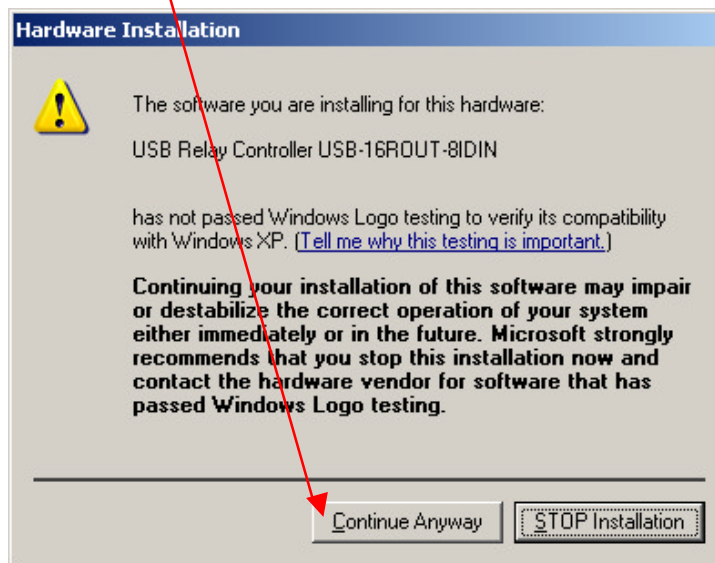 Hardware Installation
The software you are installing for this hardware:
USB Relay Controller USB-16ROUT-8IDIN
has not passed Windows Logo testing to verify its compatibility
with Windows XP. (Tell me why this testing is important.)
Continuing your installation of this software may impair
or destabilize the correct operation of your system
either immediately or in the future. Microsoft strongly
recommends that you stop this installation now and
contact the hardware vendor for software that has
passed Windows Logo testing.
Continue Anyway
STOP Installation